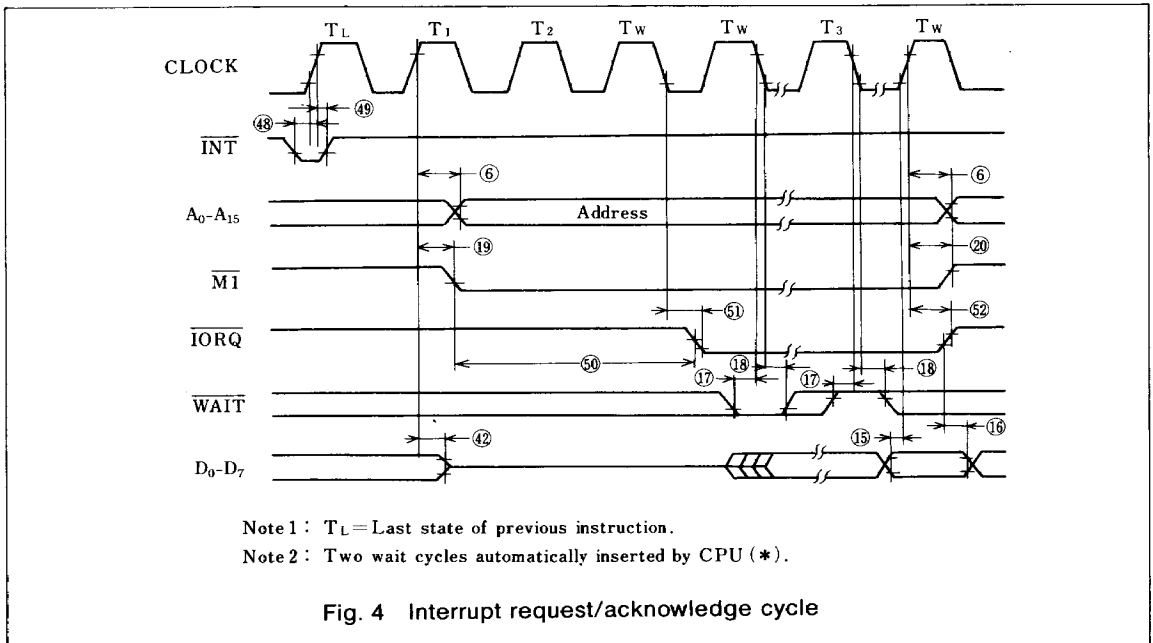 TL T1 T2 TW TW T3 TW
CLOCK
㊽ ㊾
INT
⑥ ⑥
A0-A15 Address
⑲ ⑳
M1
51 52
IORQ
50 18 18
17 17
WAIT
16
42 15
D0-D7
Note 1 : TL=Last state of previous instruction.
Note 2 : Two wait cycles automatically inserted by CPU (*).
Fig. 4 Interrupt request/acknowledge cycle